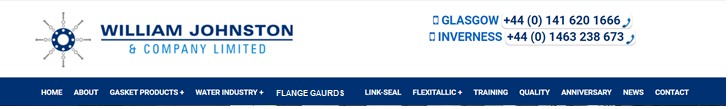 WILLIAM JOHNSTON
& COMPANY LIMITED
GLASGOW +44 (0) 141 620 1666
INVERNESS +44 (0) 1463 238 673
HOME ABOUT GASKET PRODUCTS + WATER INDUSTRY + FLANGE GAURDS LINK-SEAL FLEXITALLIC + TRAINING QUALITY ANNIVERSARY NEWS CONTACT